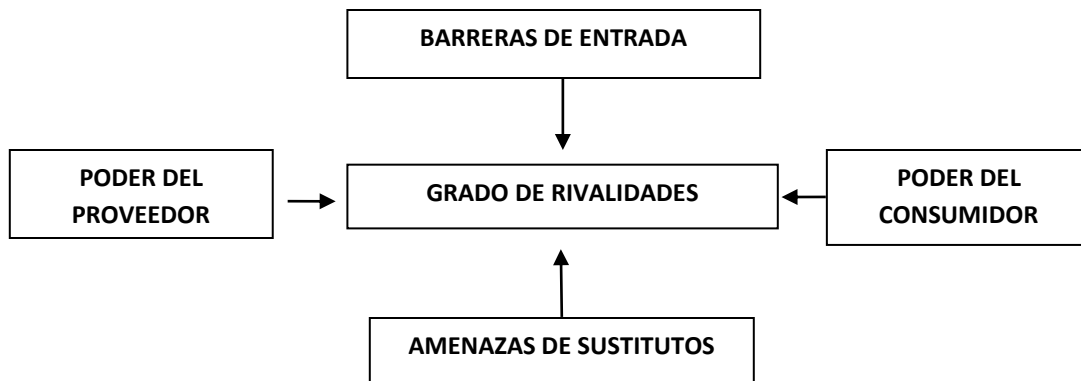 BARRERAS DE ENTRADA
PODER DEL
PROVEEDOR
GRADO DE RIVALIDADES
PODER DEL
CONSUMIDOR
AMENAZAS DE SUSTITUTOS